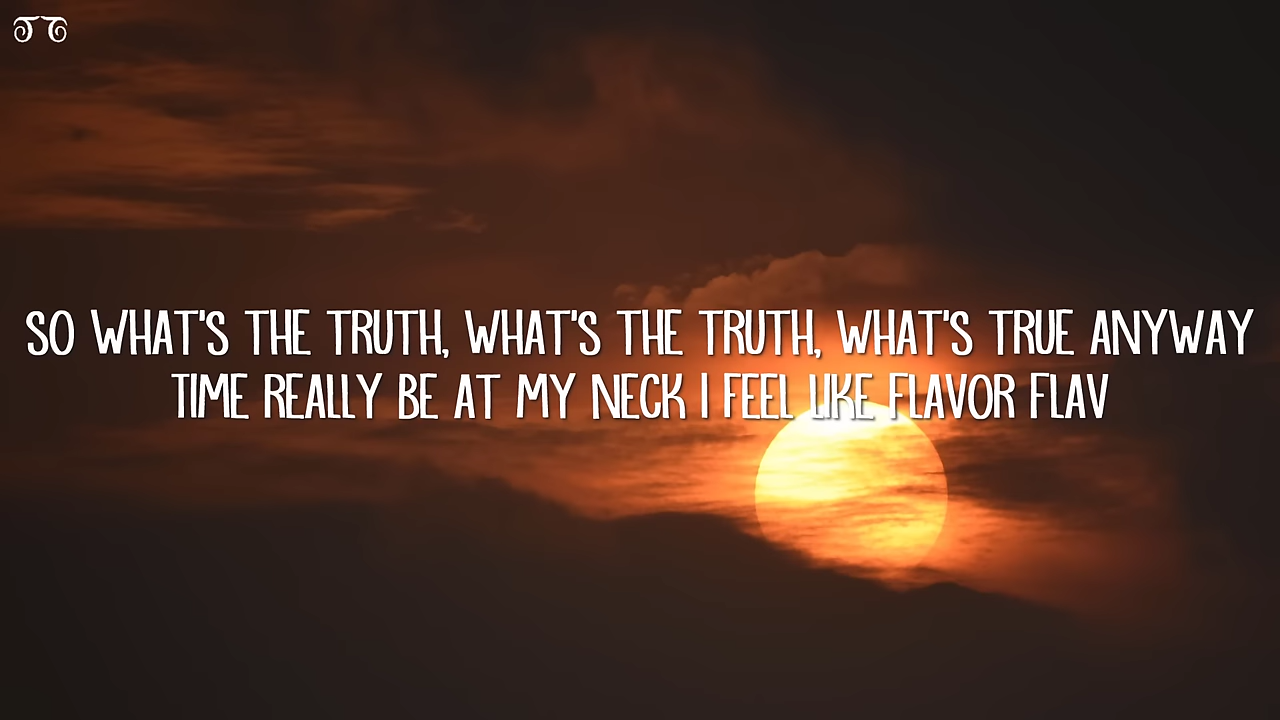 SO WHAT'S THE TRUTH, WHAT'S THE TRUTH, WHAT'S TRUE ANYWAY
TIME REALLY BE AT MY NECK I FEEL LIKE FLAVOR FLAV